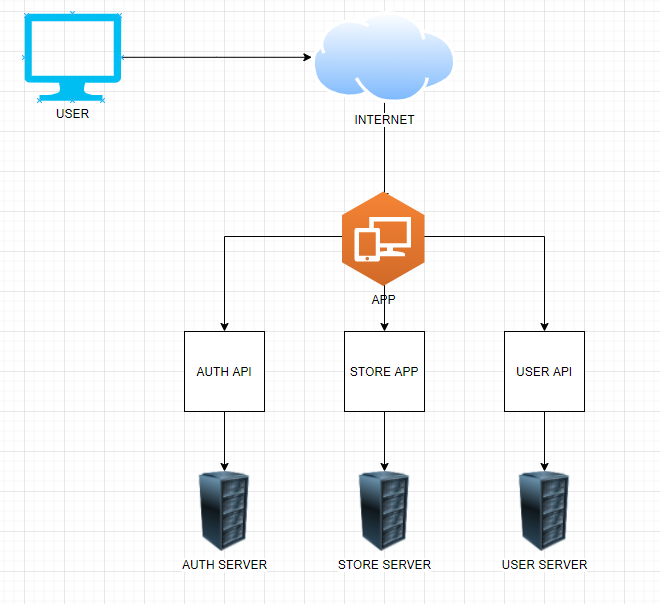 USER
INTERNET
APP
AUTH API
STORE APP
USER API
AUTH SERVER
STORE SERVER
USER SERVER